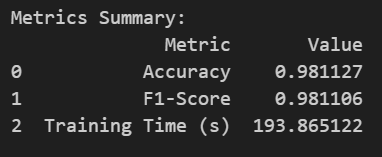 Metrics Summary:
Metric Value
0 Accuracy 0.981127
1 F1-Score 0.981106
2 Training Time (s) 193.865122